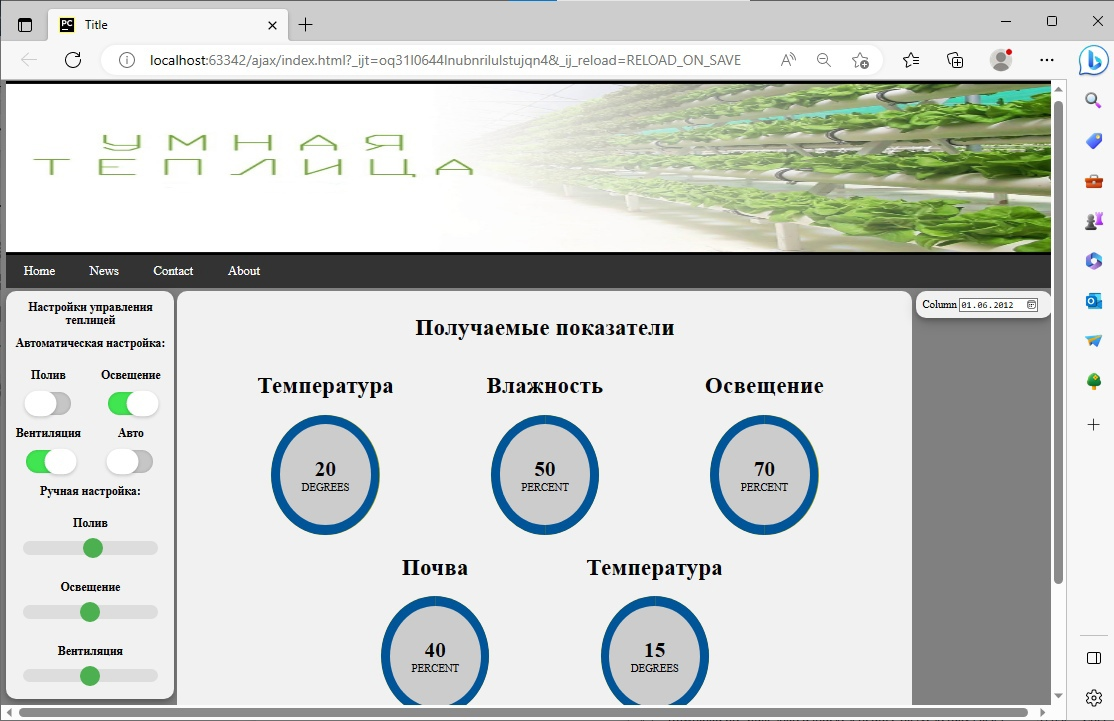 Title
localhost:63342/ajax/index.html?_ijt=oq31l0644lnubnrilulstujqn4&_ij_reload=RELOAD_ON_SAVE
УМНАЯ
ТЕПЛИЦА
Home News Contact About
Настройки управления
теплицей
Автоматическая настройка:
Полив Освещение
Вентиляция Авто
Ручная настройка:
Полив
Освещение
Вентиляция
Получаемые показатели
Температура Влажность Освещение
20 50 70
DEGREES PERCENT PERCENT
Почва Температура
40 15
PERCENT DEGREES
Column 01.06.2012